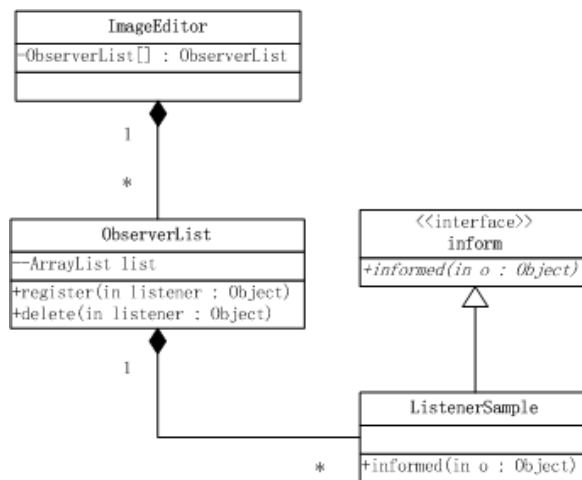 ImageEditor
-ObserverList[] : ObserverList
1
*
ObserverList
--ArrayList list
+register(in listener : Object)
+delete(in listener : Object)
1
*
<<interface>>
inform
+informed(in o : Object)
ListenerSample
+informed(in o : Object)